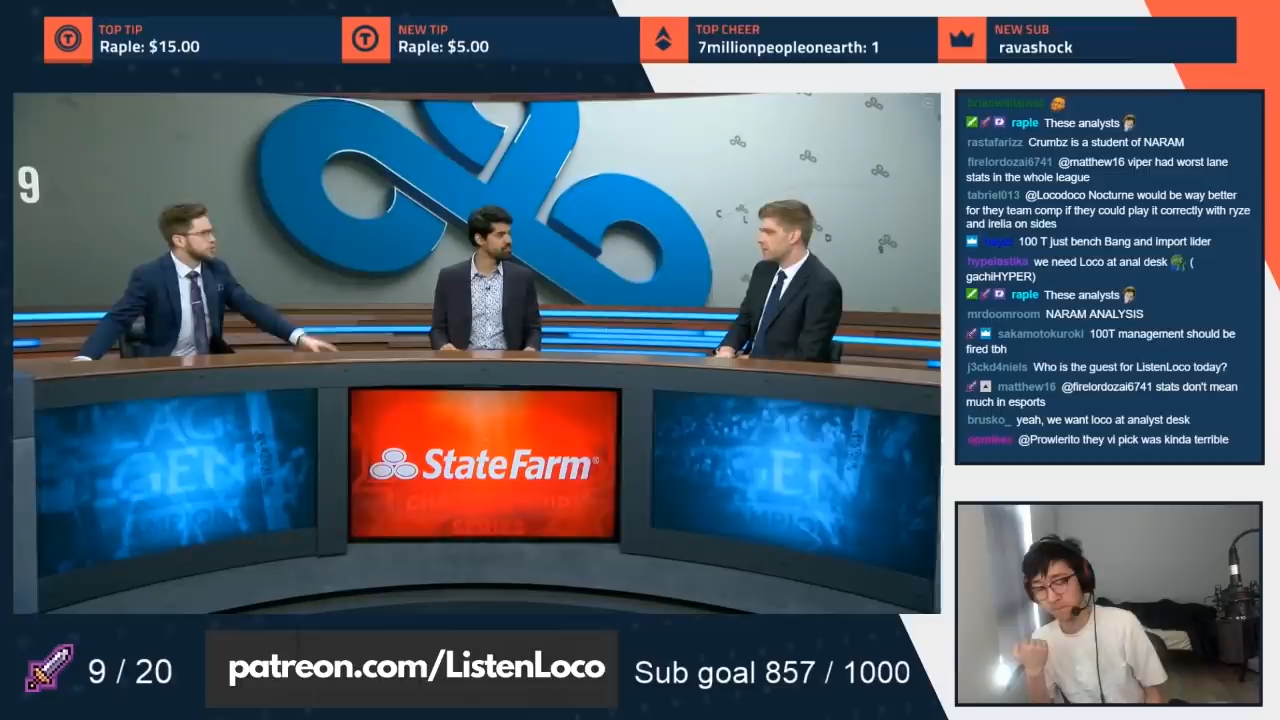 TOP TIP
Raple: $15.00
NEW TIP
Raple: $5.00
TOP CHEER
7millionpeopleonearth: 1
NEW SUB
ravashock
9
raple These analysts
rastafarizz Crumbz is a student of NARAM
firelordozai6741 @matthew16 viper had worst lane
stats in the whole league
tabriel013 @Locodoco Nocturne would be way better
for they team comp if they could play it correctly with ryze
and irelia on sides
100 T just bench Bang and import lider
hypelastika we need Loco at anal desk (
gachiHYPER)
raple These analysts
mrdoomroom NARAM ANALYSIS
sakamotokuroki 100T management should be
fired tbh
j3ckd4niels Who is the guest for ListenLoco today?
matthew16 @firelordozai6741 stats don't mean
much in esports
brusko_ yeah, we want loco at analyst desk
@Prowlerito they vi pick was kinda terrible
StateFarm
CHAMPIONSHIP
SERIES
9 / 20
patreon.com/ListenLoco
Sub goal 857 / 1000